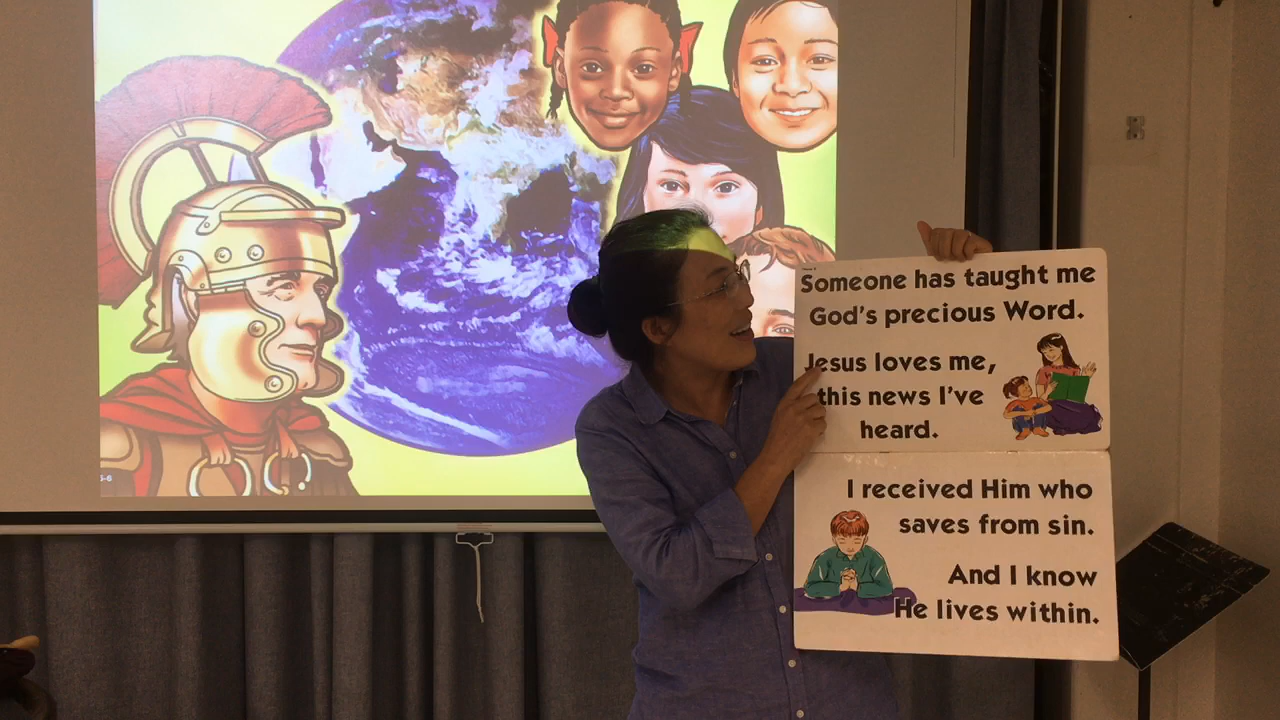 Someone has taught me
God's precious Word.
Jesus loves me,
this news I've
heard.
I received Him who
saves from sin.
And I know
He lives within.